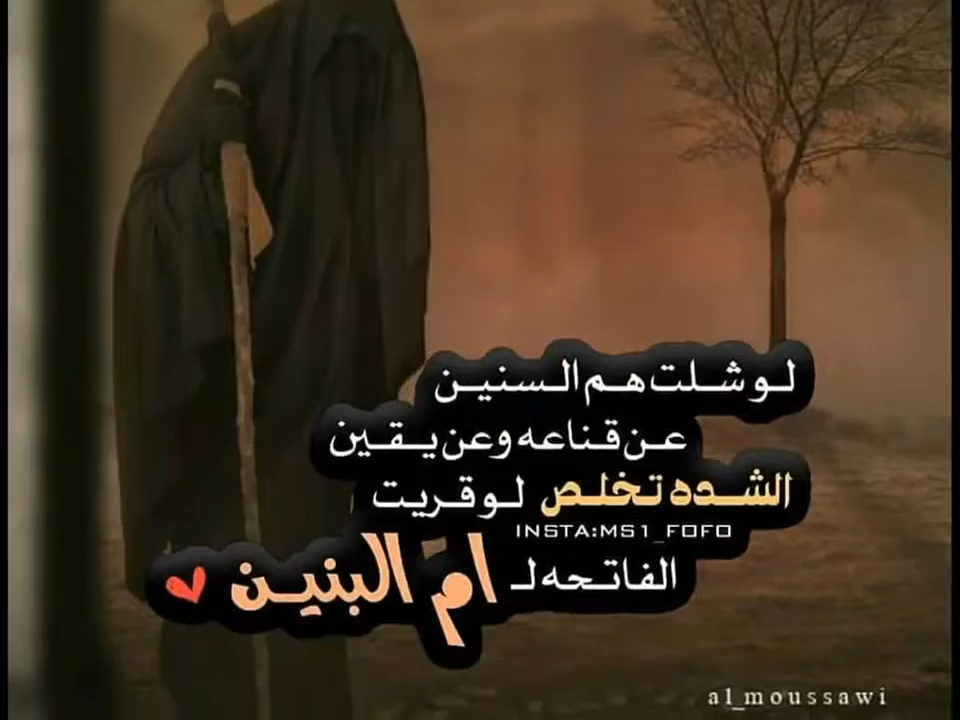 لو شلت هم السنين
عن قناعه وعن يقين
الشده تخلص لو قريت
INSTA:MS1_FOFO
الفاتحه لـ ام البنين
al_moussawi